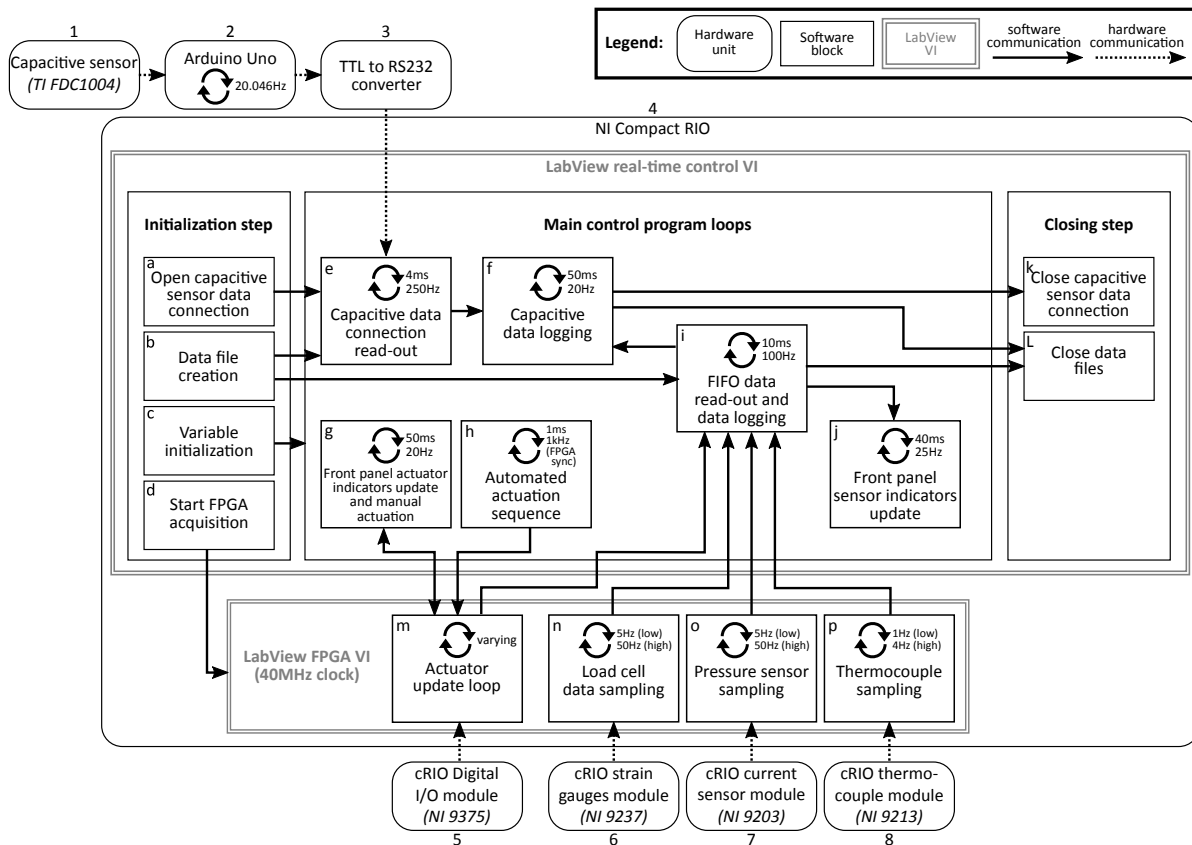 1
2
3
Capacitive sensor
(TI FDC1004)
Arduino Uno
20.046Hz
TTL to RS232
converter
Legend:
Hardware
unit
Software
block
LabView
VI
software
communication
hardware
communication
4
NI Compact RIO
LabView real-time control VI
Initialization step
a
Open capacitive
sensor data
connection
b
Data file
creation
c
Variable
initialization
d
Start FPGA
acquisition
Main control program loops
e
4ms
250Hz
Capacitive data
connection
read-out
f
50ms
20Hz
Capacitive
data logging
i
10ms
100Hz
FIFO data
read-out and
data logging
g
50ms
20Hz
Front panel actuator
indicators update
and manual
actuation
h
1ms
1kHz
(FPGA
sync)
Automated
actuation
sequence
j
40ms
25Hz
Front panel
sensor indicators
update
Closing step
k
Close capacitive
sensor data
connection
L
Close data
files
LabView FPGA VI
(40MHz clock)
m
varying
Actuator
update loop
n
5Hz (low)
50Hz (high)
Load cell
data sampling
o
5Hz (low)
50Hz (high)
Pressure sensor
sampling
p
1Hz (low)
4Hz (high)
Thermocouple
sampling
cRIO Digital
I/O module
(NI 9375)
5
cRIO strain
gauges module
(NI 9237)
6
cRIO current
sensor module
(NI 9203)
7
cRIO thermo-
couple module
(NI 9213)
8